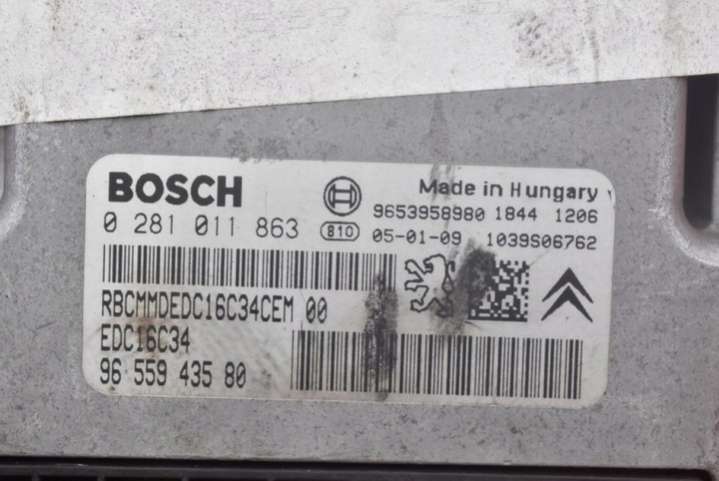 BOSCH
Made in Hungary
9653958980 1844 1206
0 281 011 863
810 05-01-09 1039S06762
RBCMMDEDC16C34CEM 00
EDC16C34
96 559 435 80